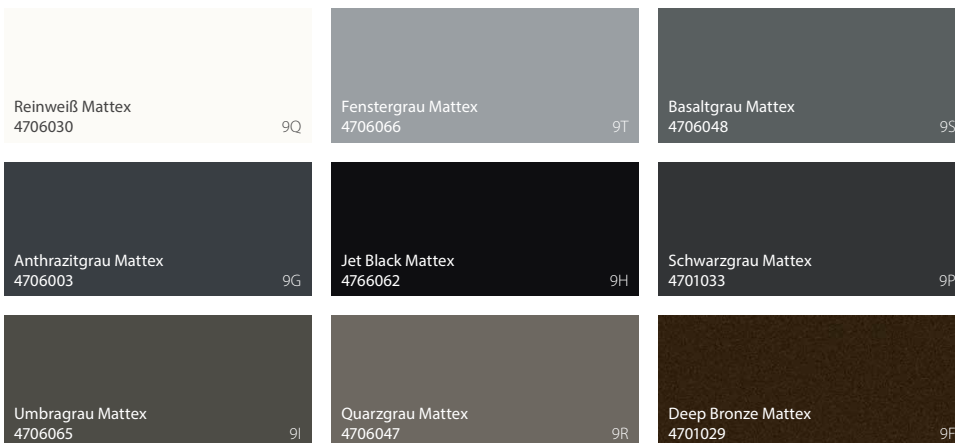 Reinweiß Mattex
4706030 9Q
Fenstergrau Mattex
4706066 9T
Basaltgrau Mattex
4706048 9S
Anthrazitgrau Mattex
4706003 9G
Jet Black Mattex
4766062 9H
Schwarzgrau Mattex
4701033 9P
Umbragrau Mattex
4706065 9I
Quarzgrau Mattex
4706047 9R
Deep Bronze Mattex
4701029 9F